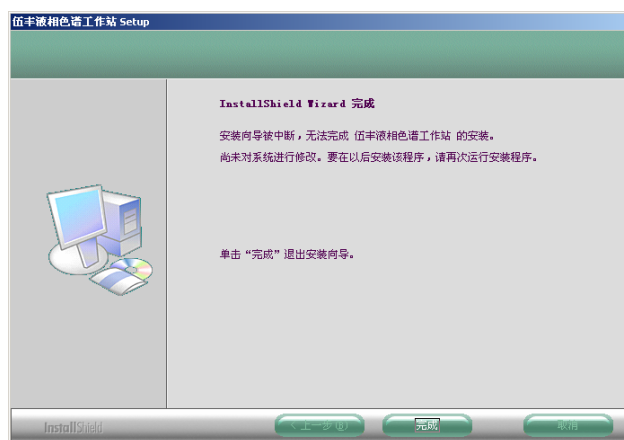 伍丰液相色谱工作站 Setup
InstallShield Wizard 完成
安装向导被中断，无法完成 伍丰液相色谱工作站 的安装。
尚未对系统进行修改。要在以后安装该程序，请再次运行安装程序。
单击“完成”退出安装向导。
InstallShield
< 上一步(B)
完成
取消